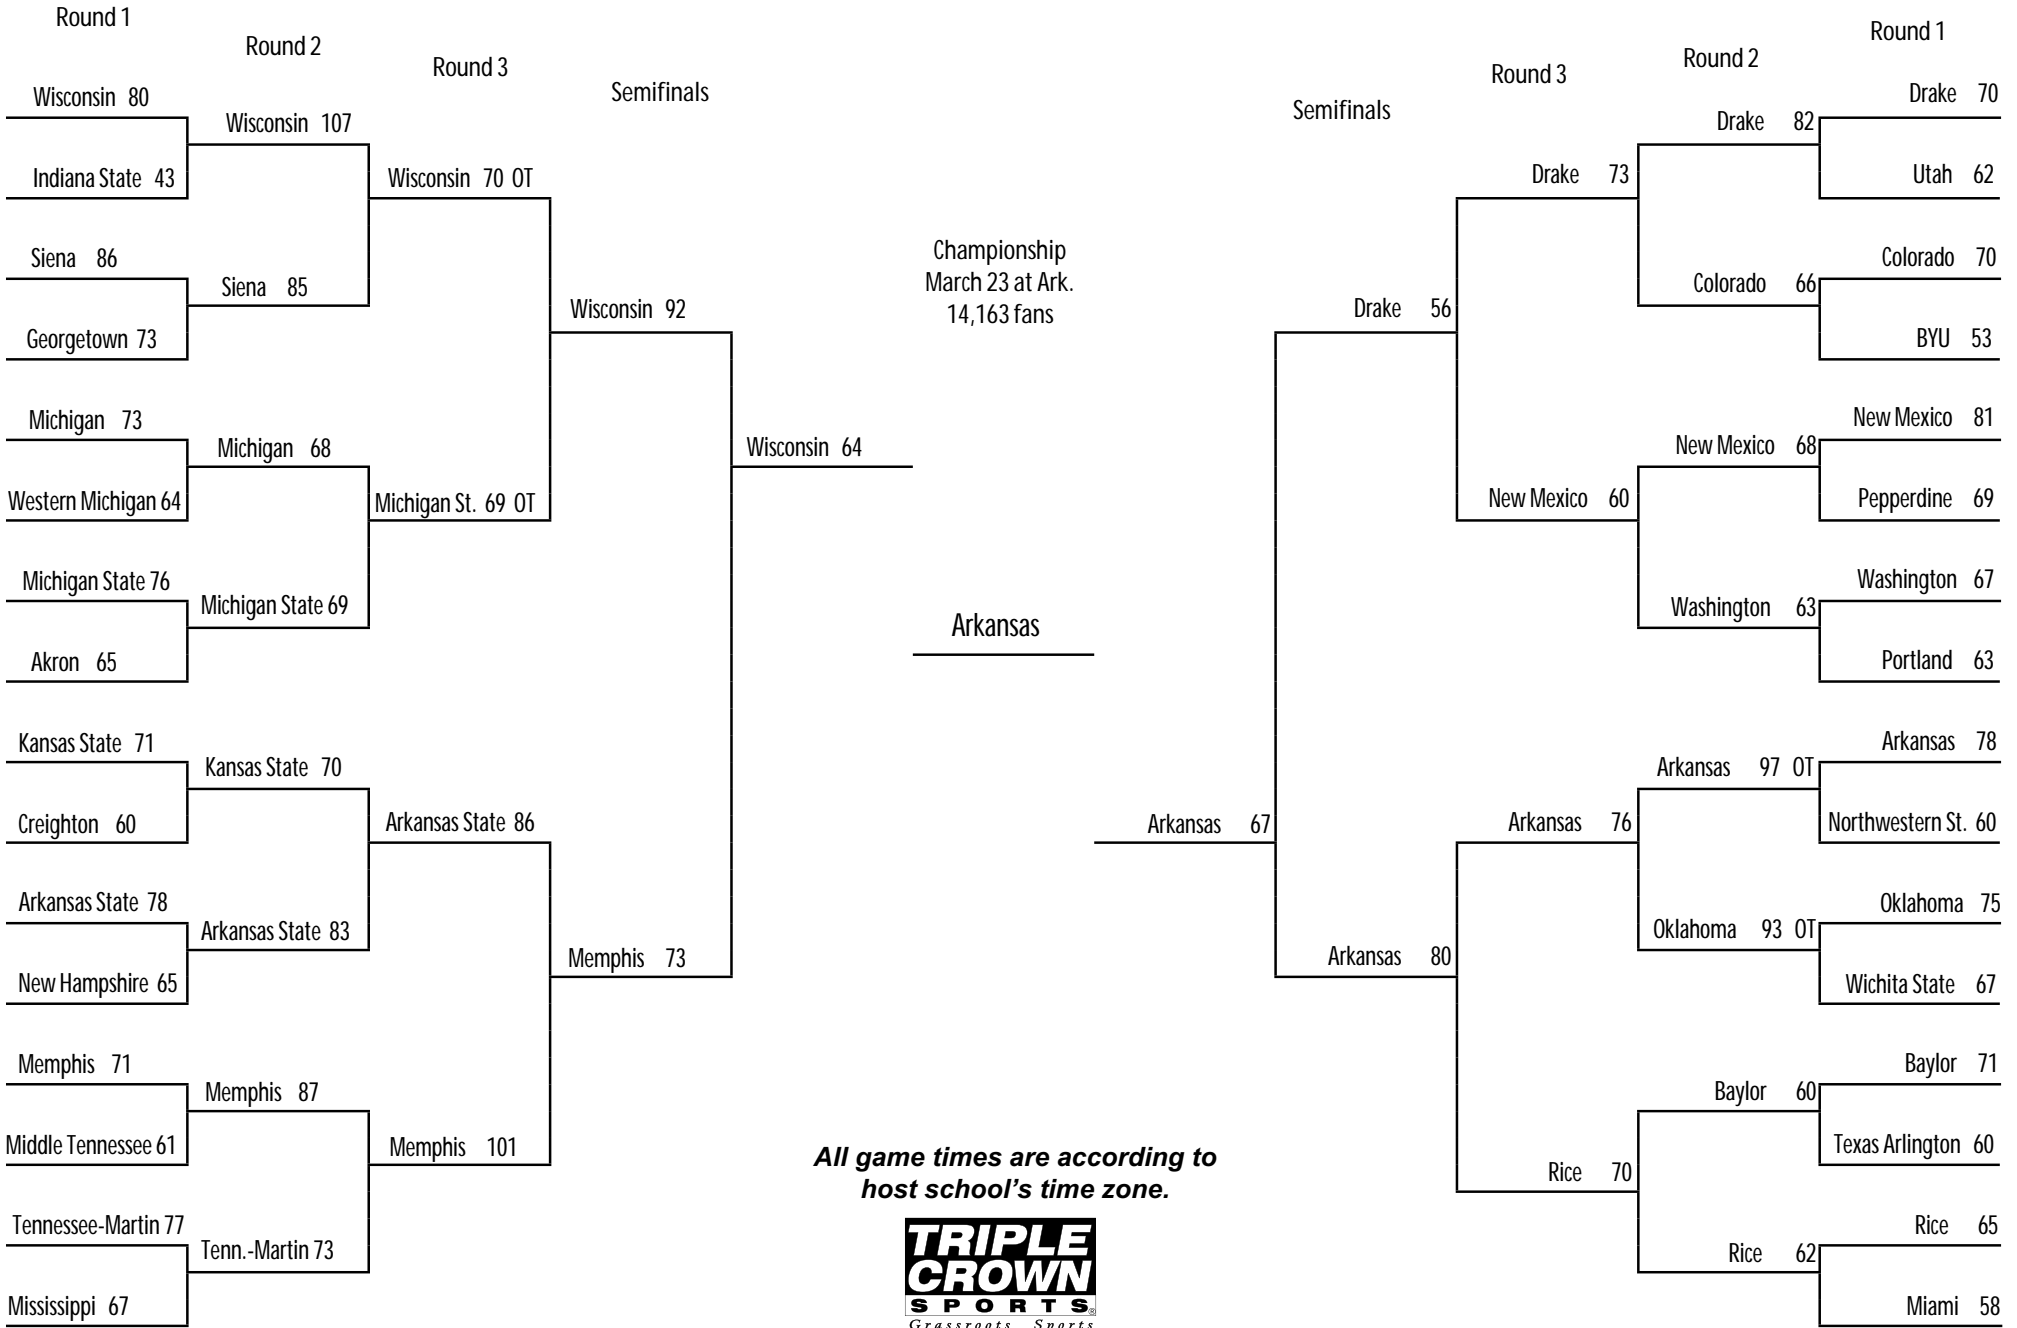 Round 1
Round 2
Round 3
Semifinals
Wisconsin 80
Indiana State 43
Siena 86
Georgetown 73
Michigan 73
Western Michigan 64
Michigan State 76
Akron 65
Kansas State 71
Creighton 60
Arkansas State 78
New Hampshire 65
Memphis 71
Middle Tennessee 61
Tennessee-Martin 77
Mississippi 67
Wisconsin 107
Siena 85
Michigan 68
Michigan State 69
Kansas State 70
Arkansas State 83
Memphis 87
Tenn.-Martin 73
Wisconsin 70 OT
Michigan St. 69 OT
Arkansas State 86
Memphis 101
Wisconsin 92
Memphis 73
Wisconsin 64
Championship
March 23 at Ark.
14,163 fans
Arkansas
Semifinals
Round 3
Round 2
Round 1
Arkansas 67
Drake 56
Arkansas 80
Drake 73
New Mexico 60
Arkansas 76
Rice 70
Drake 82
Colorado 66
New Mexico 68
Washington 63
Arkansas 97 OT
Oklahoma 93 OT
Baylor 60
Rice 62
Drake 70
Utah 62
Colorado 70
BYU 53
New Mexico 81
Pepperdine 69
Washington 67
Portland 63
Arkansas 78
Northwestern St. 60
Oklahoma 75
Wichita State 67
Baylor 71
Texas Arlington 60
Rice 65
Miami 58
All game times are according to
host school's time zone.
TRIPLE
CROWN
SPORTS®
Grassroots Sports